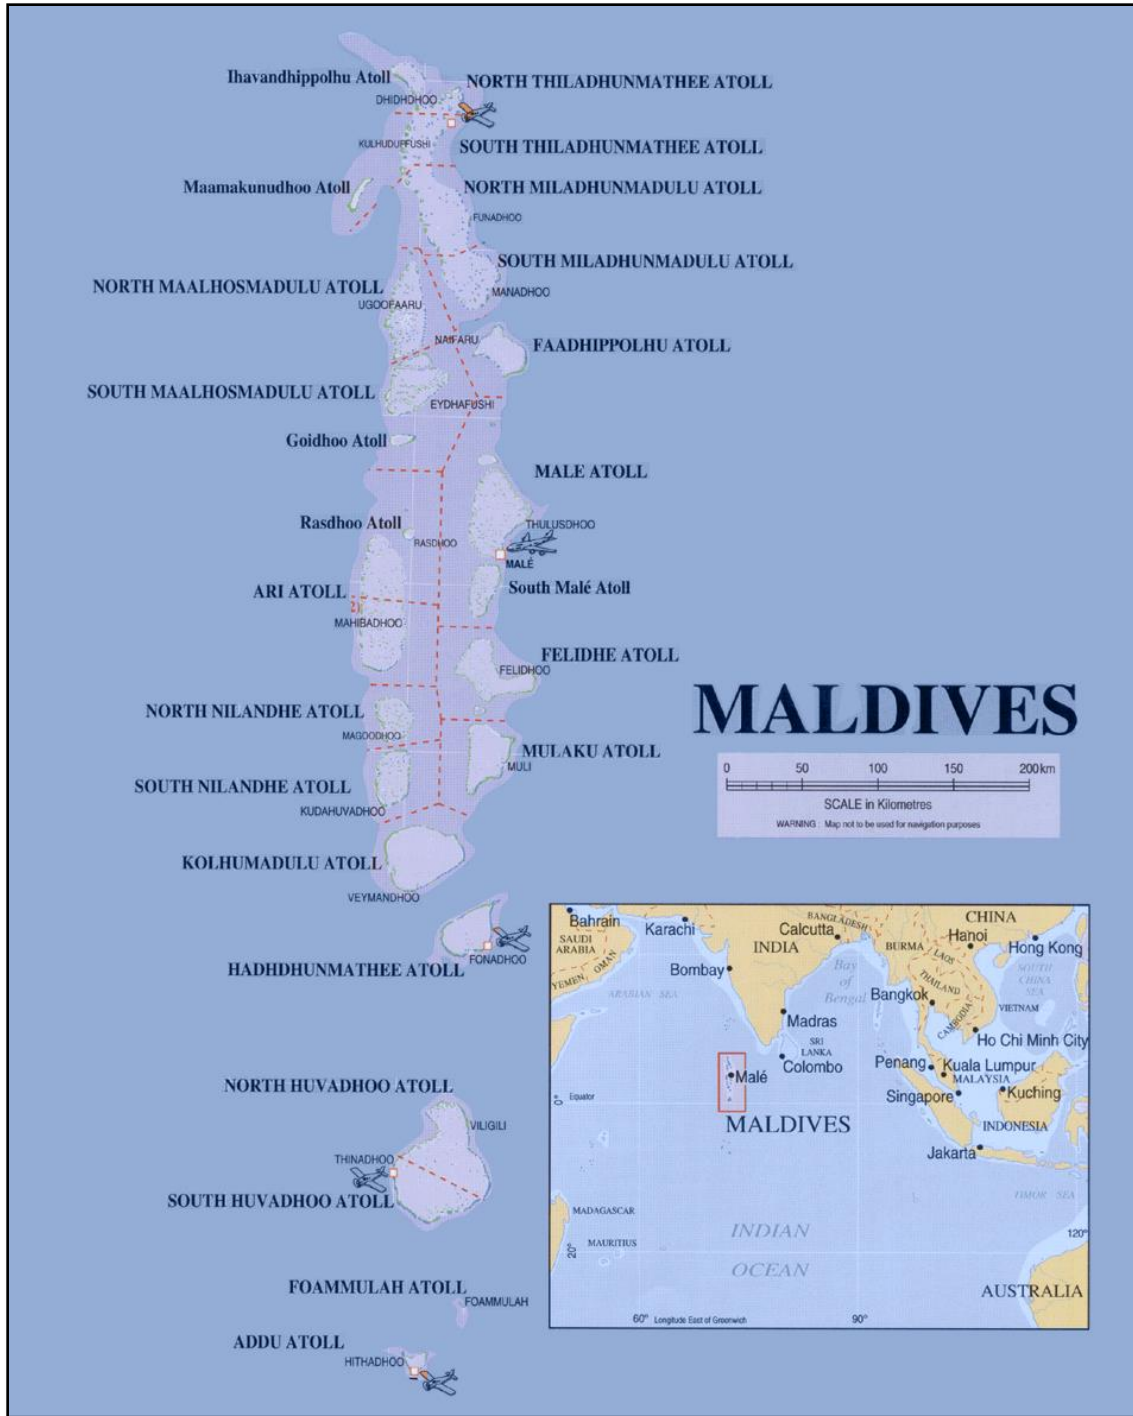 Ihavandhippolhu Atoll
NORTH THILADHUNMATHEE ATOLL
DHIDHDHOO
KULHUDUFFUSHI
SOUTH THILADHUNMATHEE ATOLL
Maamakunudhoo Atoll
NORTH MILADHUNMADULU ATOLL
FUNADHOO
SOUTH MILADHUNMADULU ATOLL
NORTH MAALHOSMADULU ATOLL
MANADHOO
UGOOFAARU
NAIFARU
FAADHIPPOLHU ATOLL
SOUTH MAALHOSMADULU ATOLL
EYDHAFUSHI
Goidhoo Atoll
MALE ATOLL
Rasdhoo Atoll
THULUSDHOO
RASDHOO
MALÉ
ARI ATOLL
South Malé Atoll
2)
MAHIBADHOO
FELIDHE ATOLL
FELIDHOO
NORTH NILANDHE ATOLL
MALDIVES
MAGOODHOO
MULAKU ATOLL
MULI
SOUTH NILANDHE ATOLL
KUDAHUVADHOO
0 50 100 150 200km
SCALE in Kilometres
WARNING : Map not to be used for navigation purposes
KOLHUMADULU ATOLL
VEYMANDHOO
FONADHOO
HADHDHUNMATHEE ATOLL
NORTH HUVADHOO ATOLL
VILIGILI
THINADHOO
SOUTH HUVADHOO ATOLL
FOAMMULAH ATOLL
FOAMMULAH
ADDU ATOLL
HITHADHOO
Bahrain
Karachi
INDIA
Calcutta
BANGLADESH
CHINA
Hanoi
Hong Kong
SAUDI
ARABIA
BURMA
LAOS
YEMEN
OMAN
Bombay
ARABIAN SEA
Bay
of
Bengal
THAILAND
SOUTH
CHINA
SEA
Bangkok
VIETNAM
CAMBODIA
Madras
SRI
LANKA
Colombo
Ho Chi Minh City
Penang
Kuala Lumpur
MALAYSIA
Malé
Singapore
Kuching
0°
Equator
MALDIVES
INDONESIA
Jakarta
TIMOR SEA
MADAGASCAR
MAURITIUS
INDIAN
OCEAN
20°
120°
AUSTRALIA
60°
Longitude East of Greenwich
90°